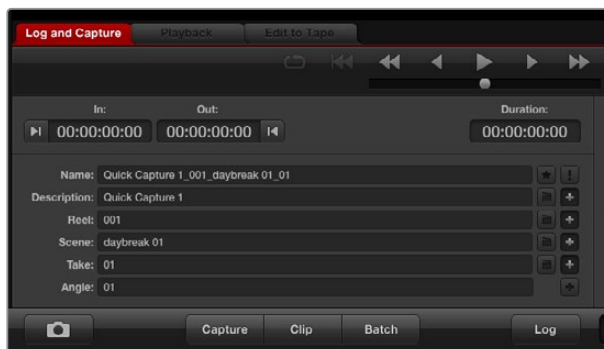 Log and Capture Playback Edit to Tape
In: Out: Duration:
00:00:00:00 00:00:00:00 00:00:00:00
Name: Quick Capture 1_001_daybreak 01_01
Description: Quick Capture 1
Reel: 001
Scene: daybreak 01
Take: 01
Angle: 01
Capture Clip Batch Log